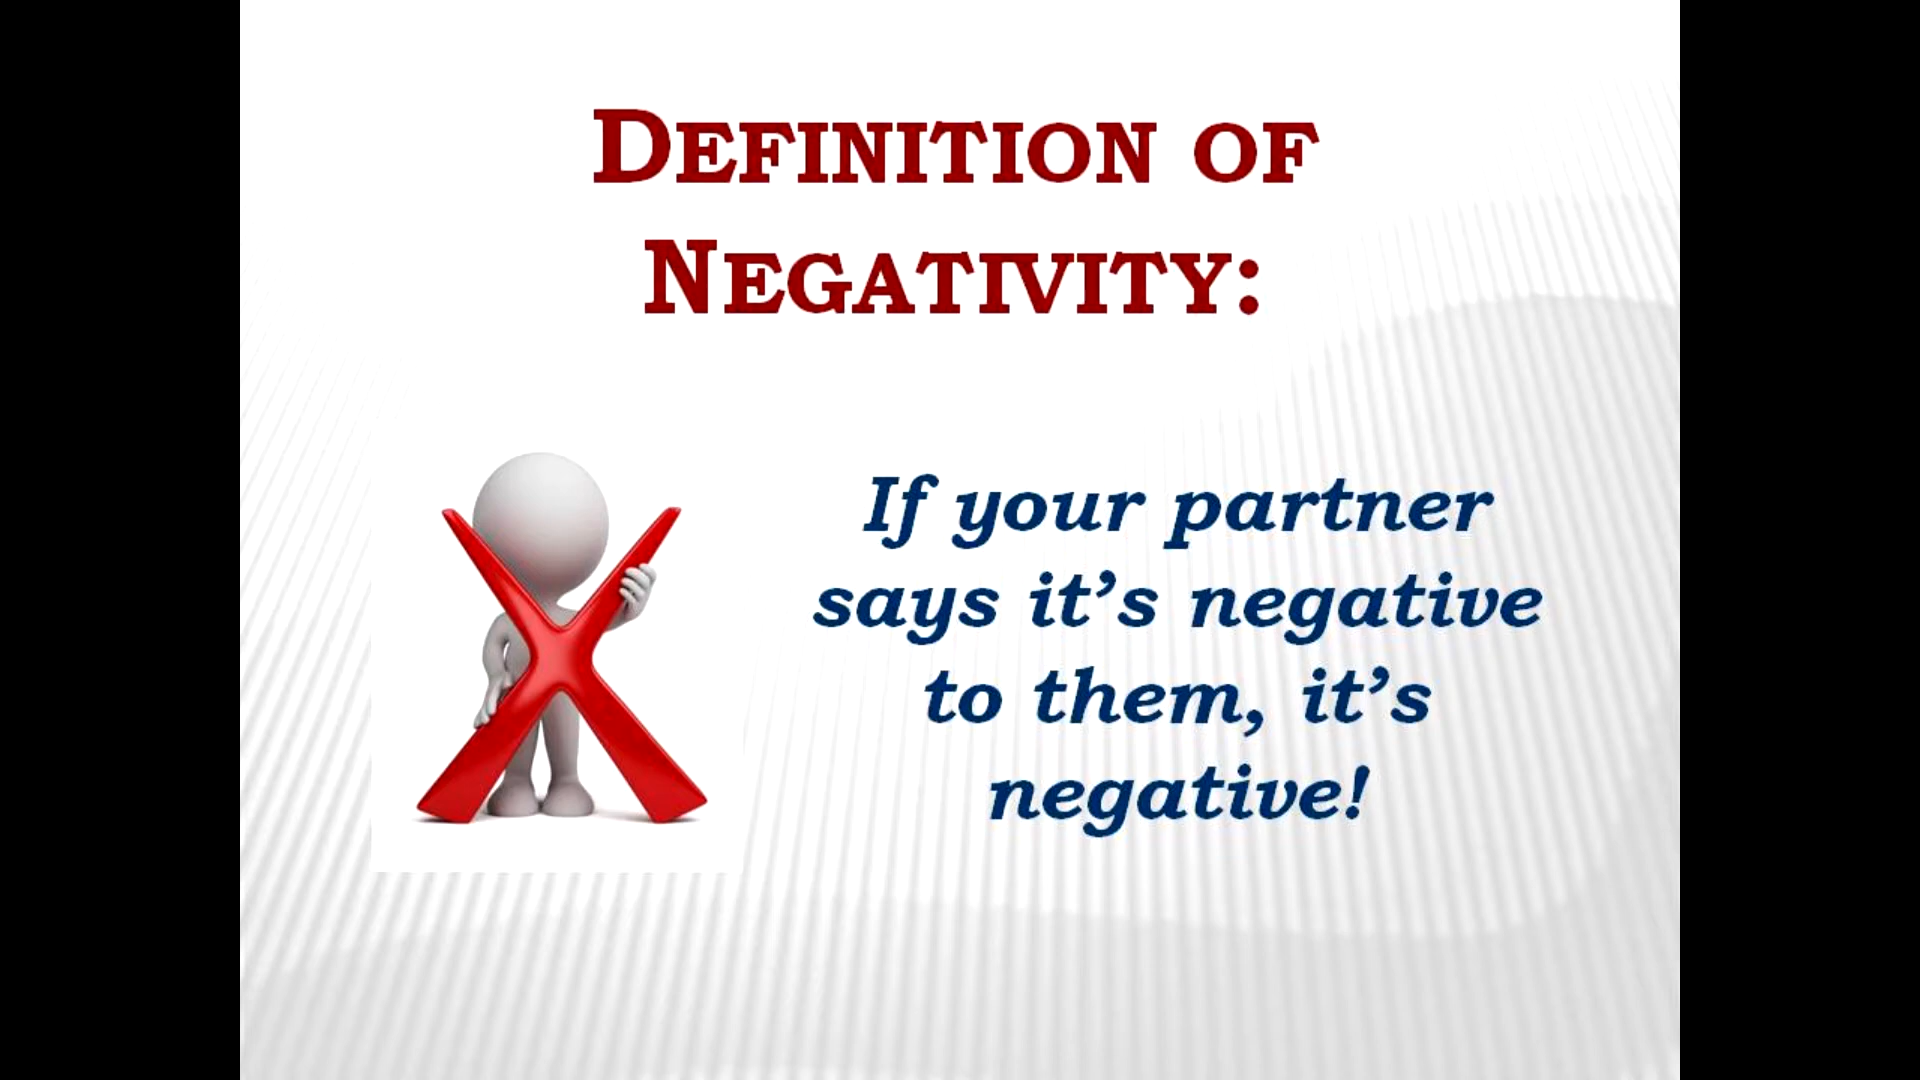 DEFINITION OF
NEGATIVITY:
If your partner
says it’s negative
to them, it’s
negative!